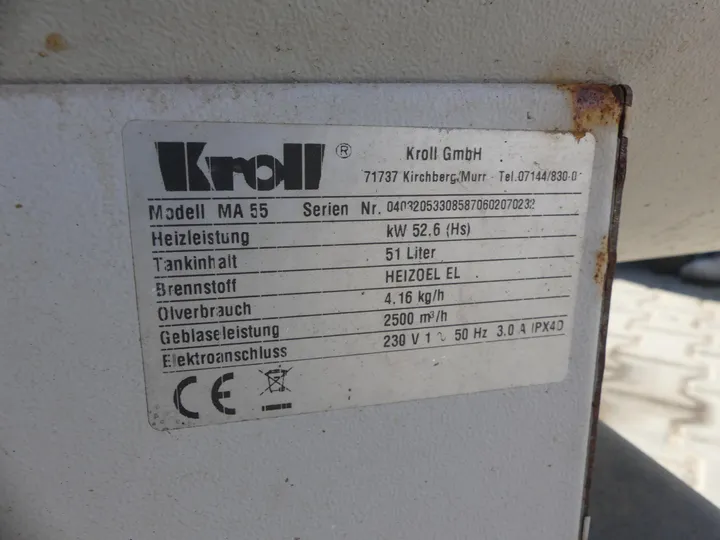 Kroll ®
Kroll GmbH
71737 Kirchberg/Murr - Tel.07144/830-0
Modell MA 55 Serien Nr. 040320533085870602070232
Heizleistung kW 52,6 (Hs)
Tankinhalt 51 Liter
Brennstoff HEIZOEL EL
Olverbrauch 4,16 kg/h
Geblaseleistung 2500 m³/h
Elektroanschluss 230 V 1 ~ 50 Hz 3.0 A IPX4D
CE